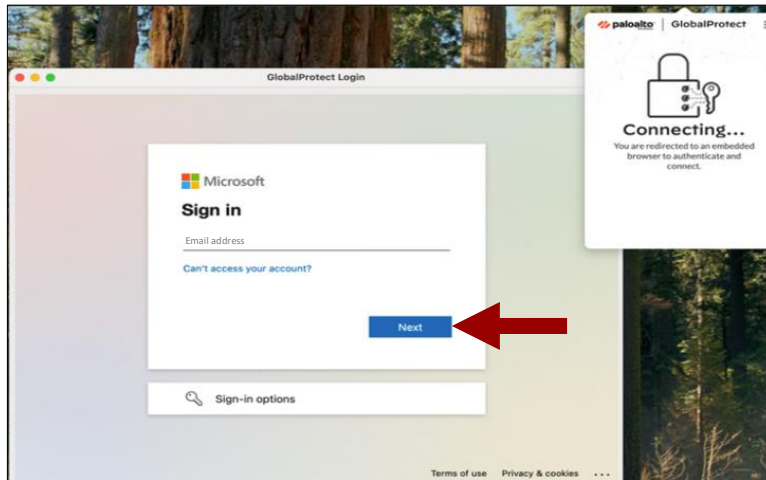 paloalto | GlobalProtect
GlobalProtect Login
Connecting...
You are redirected to an embedded
browser to authenticate and
connect.
Microsoft
Sign in
Email address
Can't access your account?
Next
Sign-in options
Terms of use Privacy & cookies ...